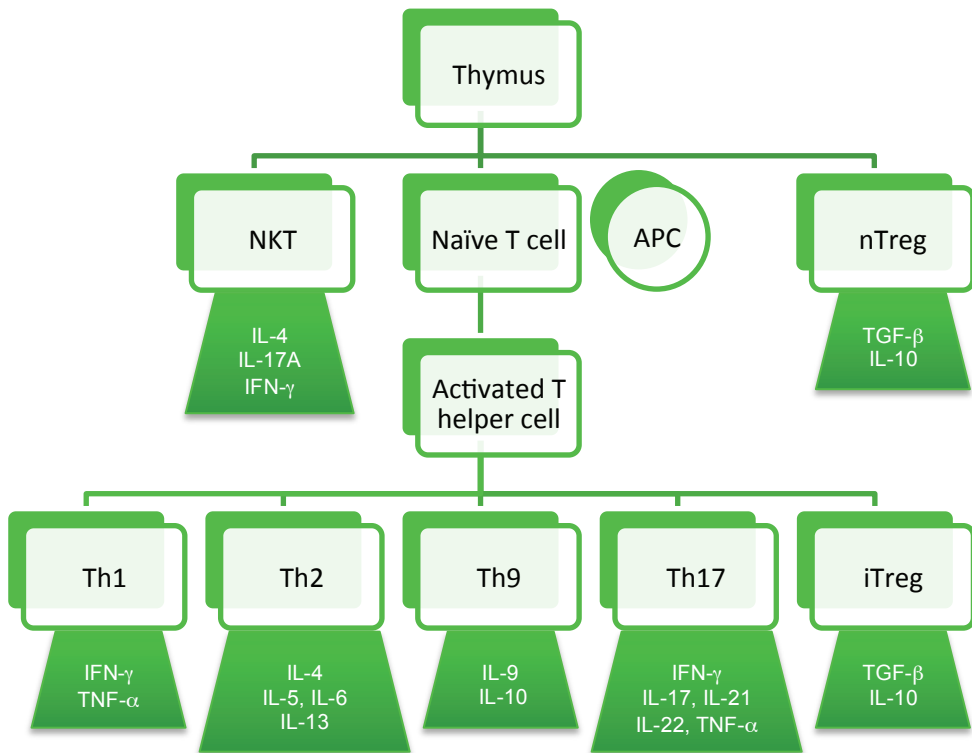 Thymus
NKT
Naïve T cell
APC
nTreg
IL-4
IL-17A
IFN-γ
TGF-β
IL-10
Activated T
helper cell
Th1
Th2
Th9
Th17
iTreg
IFN-γ
TNF-α
IL-4
IL-5, IL-6
IL-13
IL-9
IL-10
IFN-γ
IL-17, IL-21
IL-22, TNF-α
TGF-β
IL-10